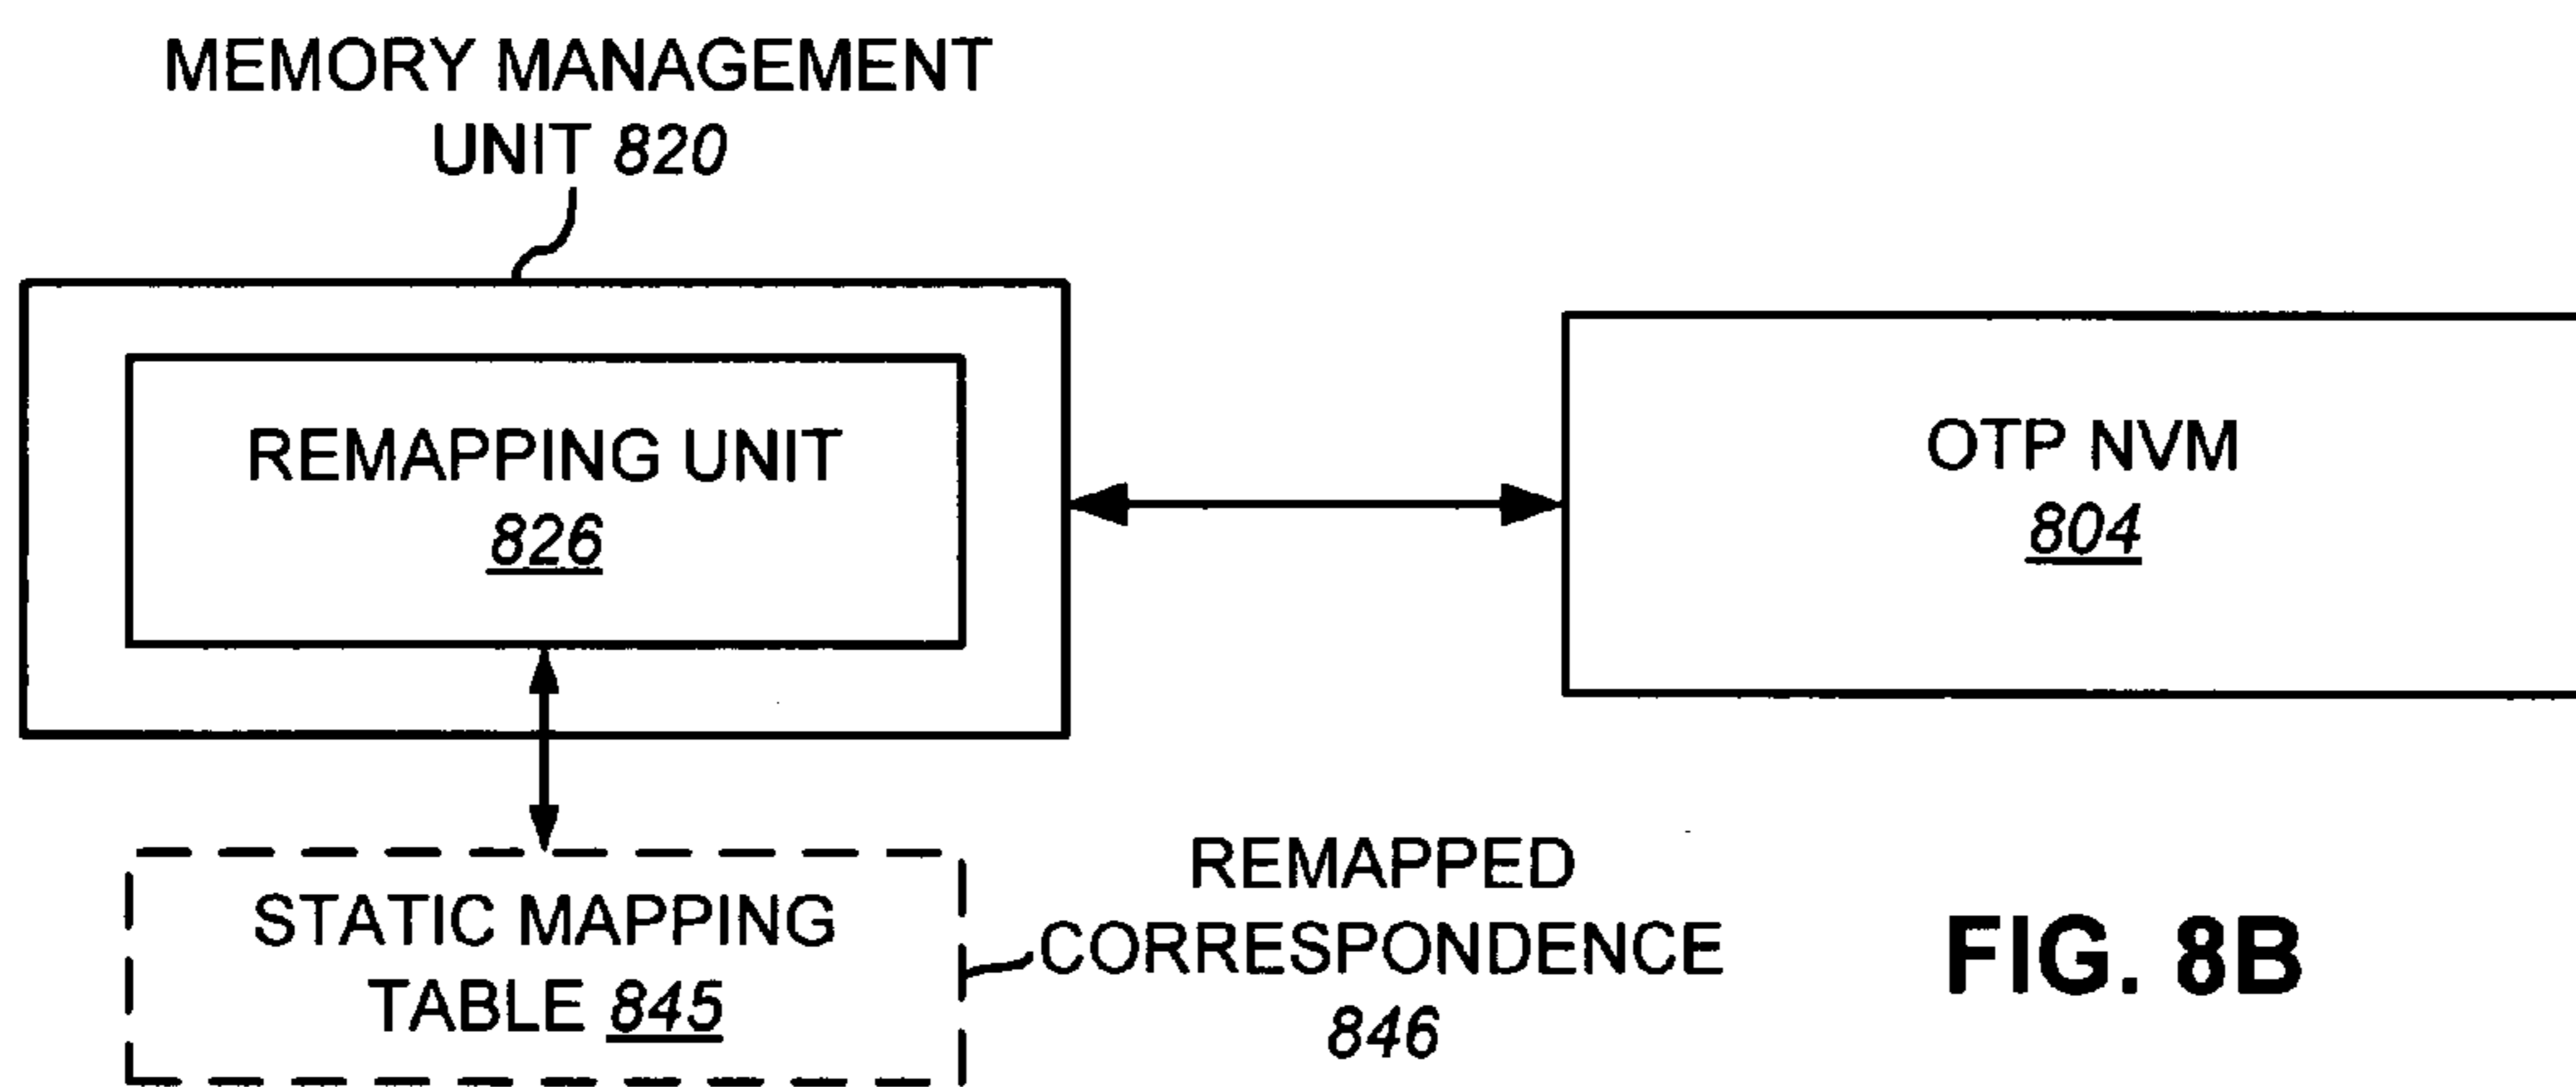 MEMORY MANAGEMENT
UNIT 820
REMAPPING UNIT
826
OTP NVM
804
STATIC MAPPING
TABLE 845
REMAPPED
CORRESPONDENCE
846
FIG. 8B